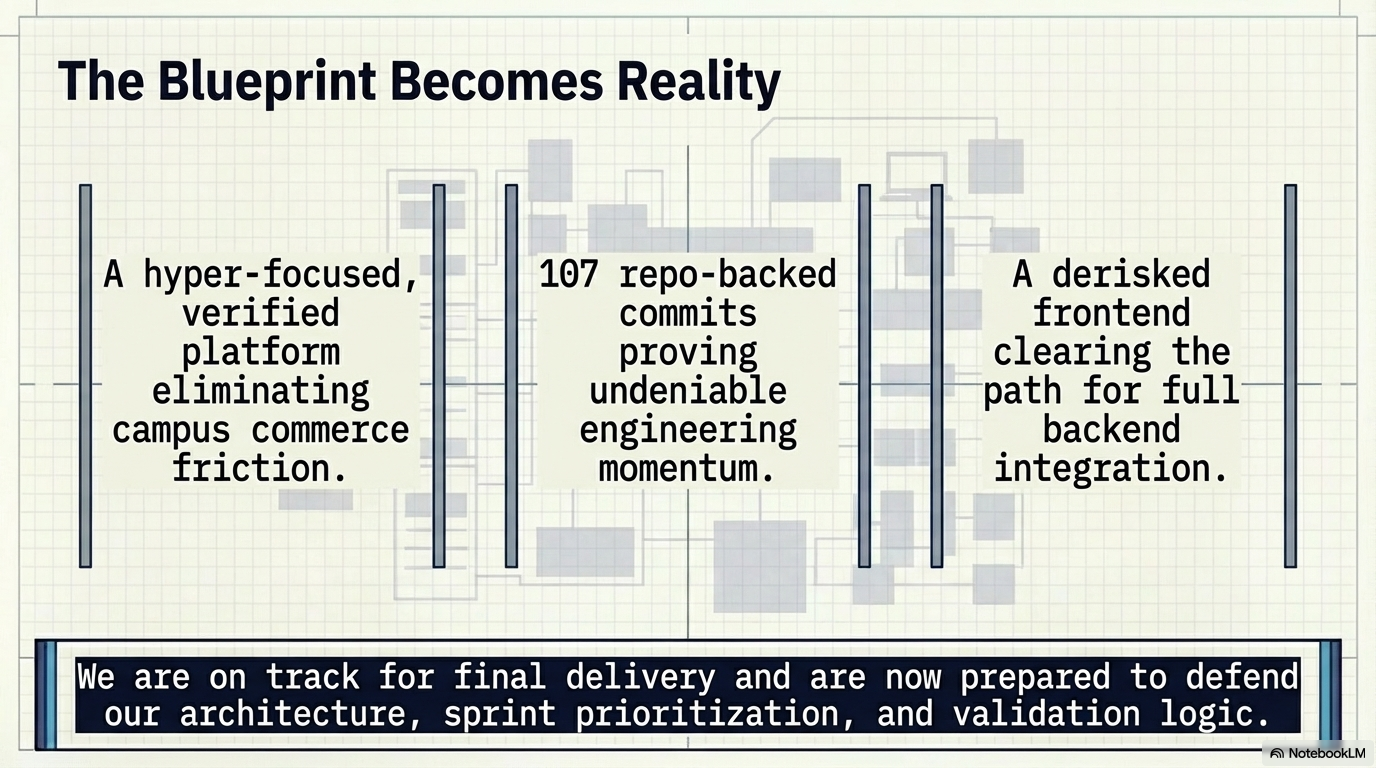 The Blueprint Becomes Reality
A hyper-focused,
verified
platform
eliminating
campus commerce
friction.
107 repo-backed
commits
proving
undeniable
engineering
momentum.
A derisked
frontend
clearing the
path for full
backend
integration.
We are on track for final delivery and are now prepared to defend
our architecture, sprint prioritization, and validation logic.
NotebookLM